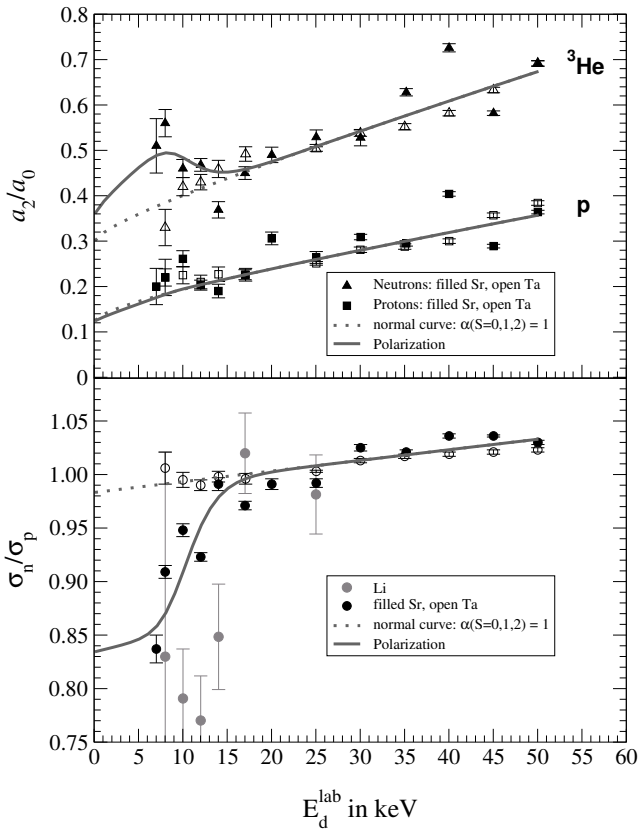 0.8
0.7
0.6
0.5
0.4
0.3
0.2
0.1
0
a₂/a₀
³He
p
Neutrons: filled Sr, open Ta
Protons: filled Sr, open Ta
normal curve: α(S=0,1,2) = 1
Polarization
1.05
1.00
0.95
0.90
0.85
0.80
0.75
σₙ/σₚ
Li
filled Sr, open Ta
normal curve: α(S=0,1,2) = 1
Polarization
0 5 10 15 20 25 30 35 40 45 50 55 60
E_d^lab in keV